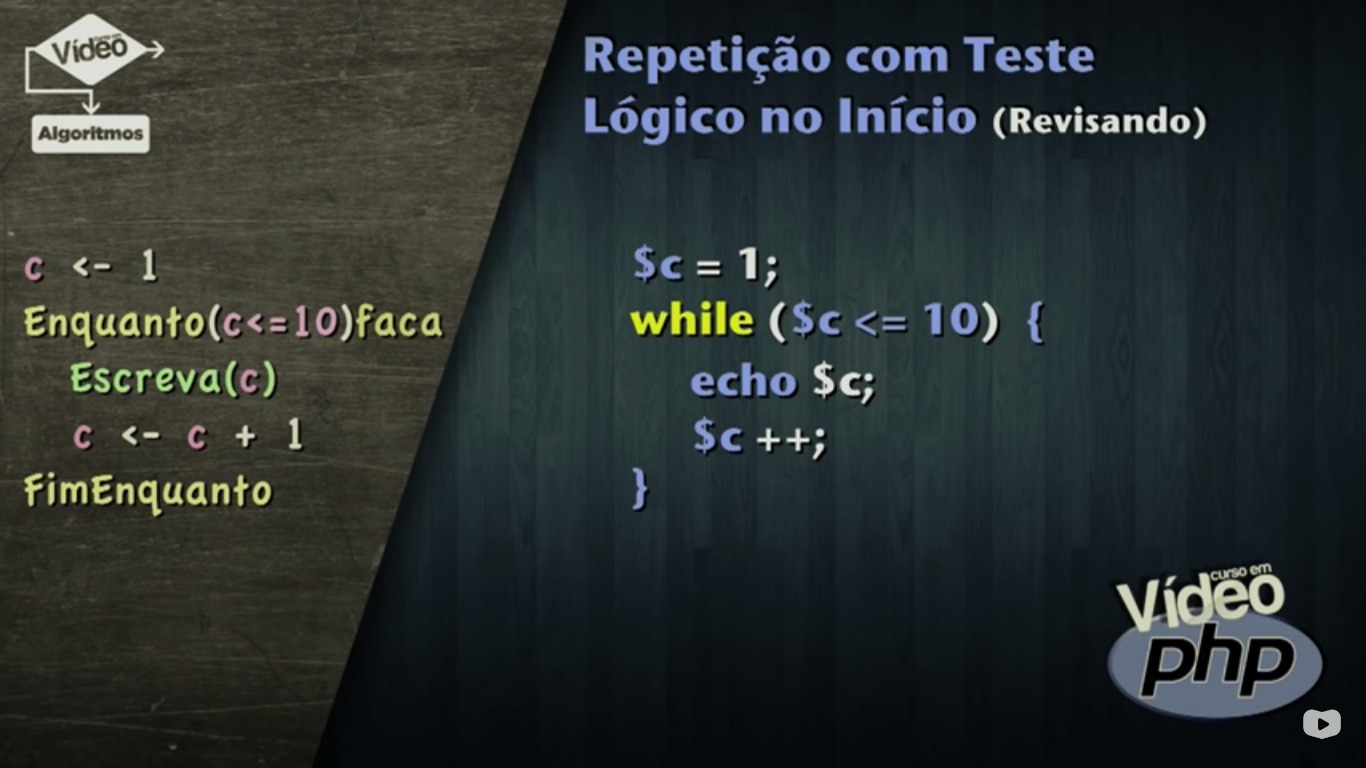 curso em
Vídeo
Algoritmos
Repetição com Teste
Lógico no Início (Revisando)
c <- 1
Enquanto(c<=10)faca
Escreva(c)
c <- c + 1
FimEnquanto
$c = 1;
while ($c <= 10) {
echo $c;
$c ++;
}
curso em
Vídeo
php